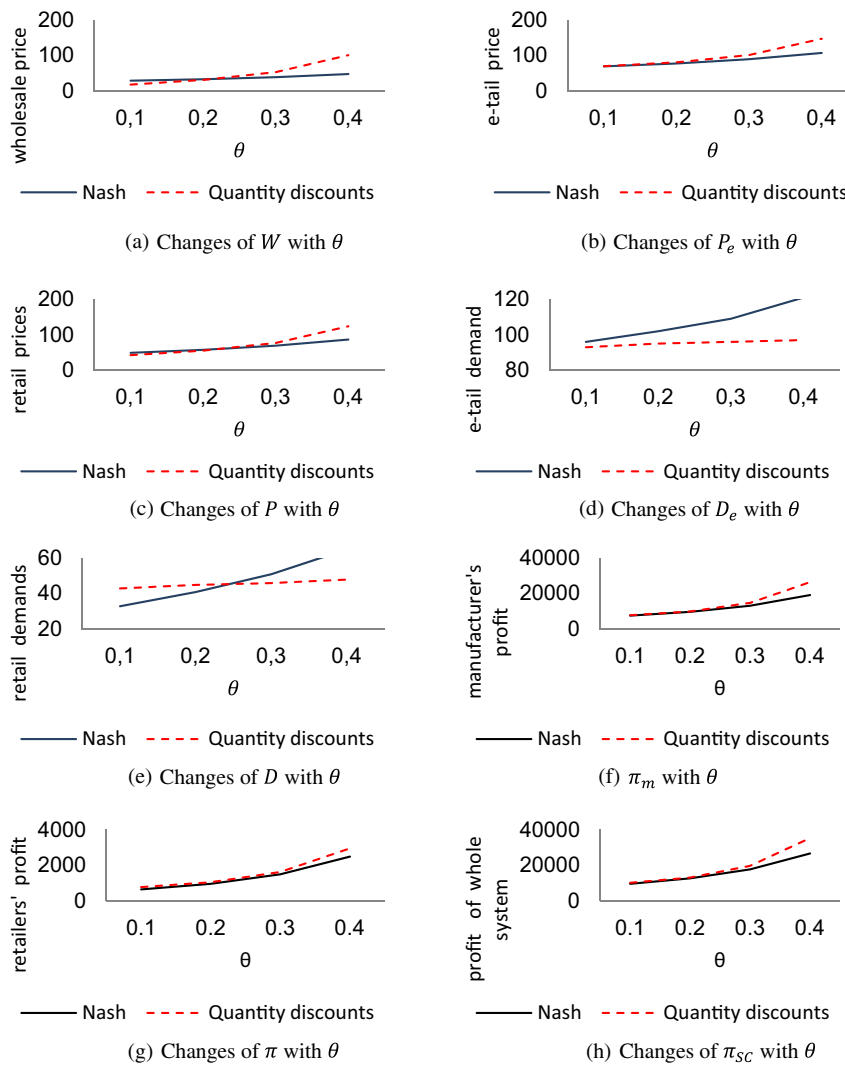 200
100
0
wholesale price
0,1 0,2 0,3 0,4
θ
Nash Quantity discounts
(a) Changes of W with θ
200
100
0
e-tail price
0,1 0,2 0,3 0,4
θ
Nash Quantity discounts
(b) Changes of Pₑ with θ
200
100
0
retail prices
0,1 0,2 0,3 0,4
θ
Nash Quantity discounts
(c) Changes of P with θ
120
100
80
e-tail demand
0,1 0,2 0,3 0,4
θ
Nash Quantity discounts
(d) Changes of Dₑ with θ
60
40
20
retail demands
0,1 0,2 0,3 0,4
θ
Nash Quantity discounts
(e) Changes of D with θ
40000
20000
0
manufacturer's
profit
0.1 0.2 0.3 0.4
θ
Nash Quantity discounts
(f) πₘ with θ
4000
2000
0
retailers' profit
0.1 0.2 0.3 0.4
θ
Nash Quantity discounts
(g) Changes of π with θ
40000
20000
0
profit of whole
system
0.1 0.2 0.3 0.4
θ
Nash Quantity discounts
(h) Changes of π_SC with θ